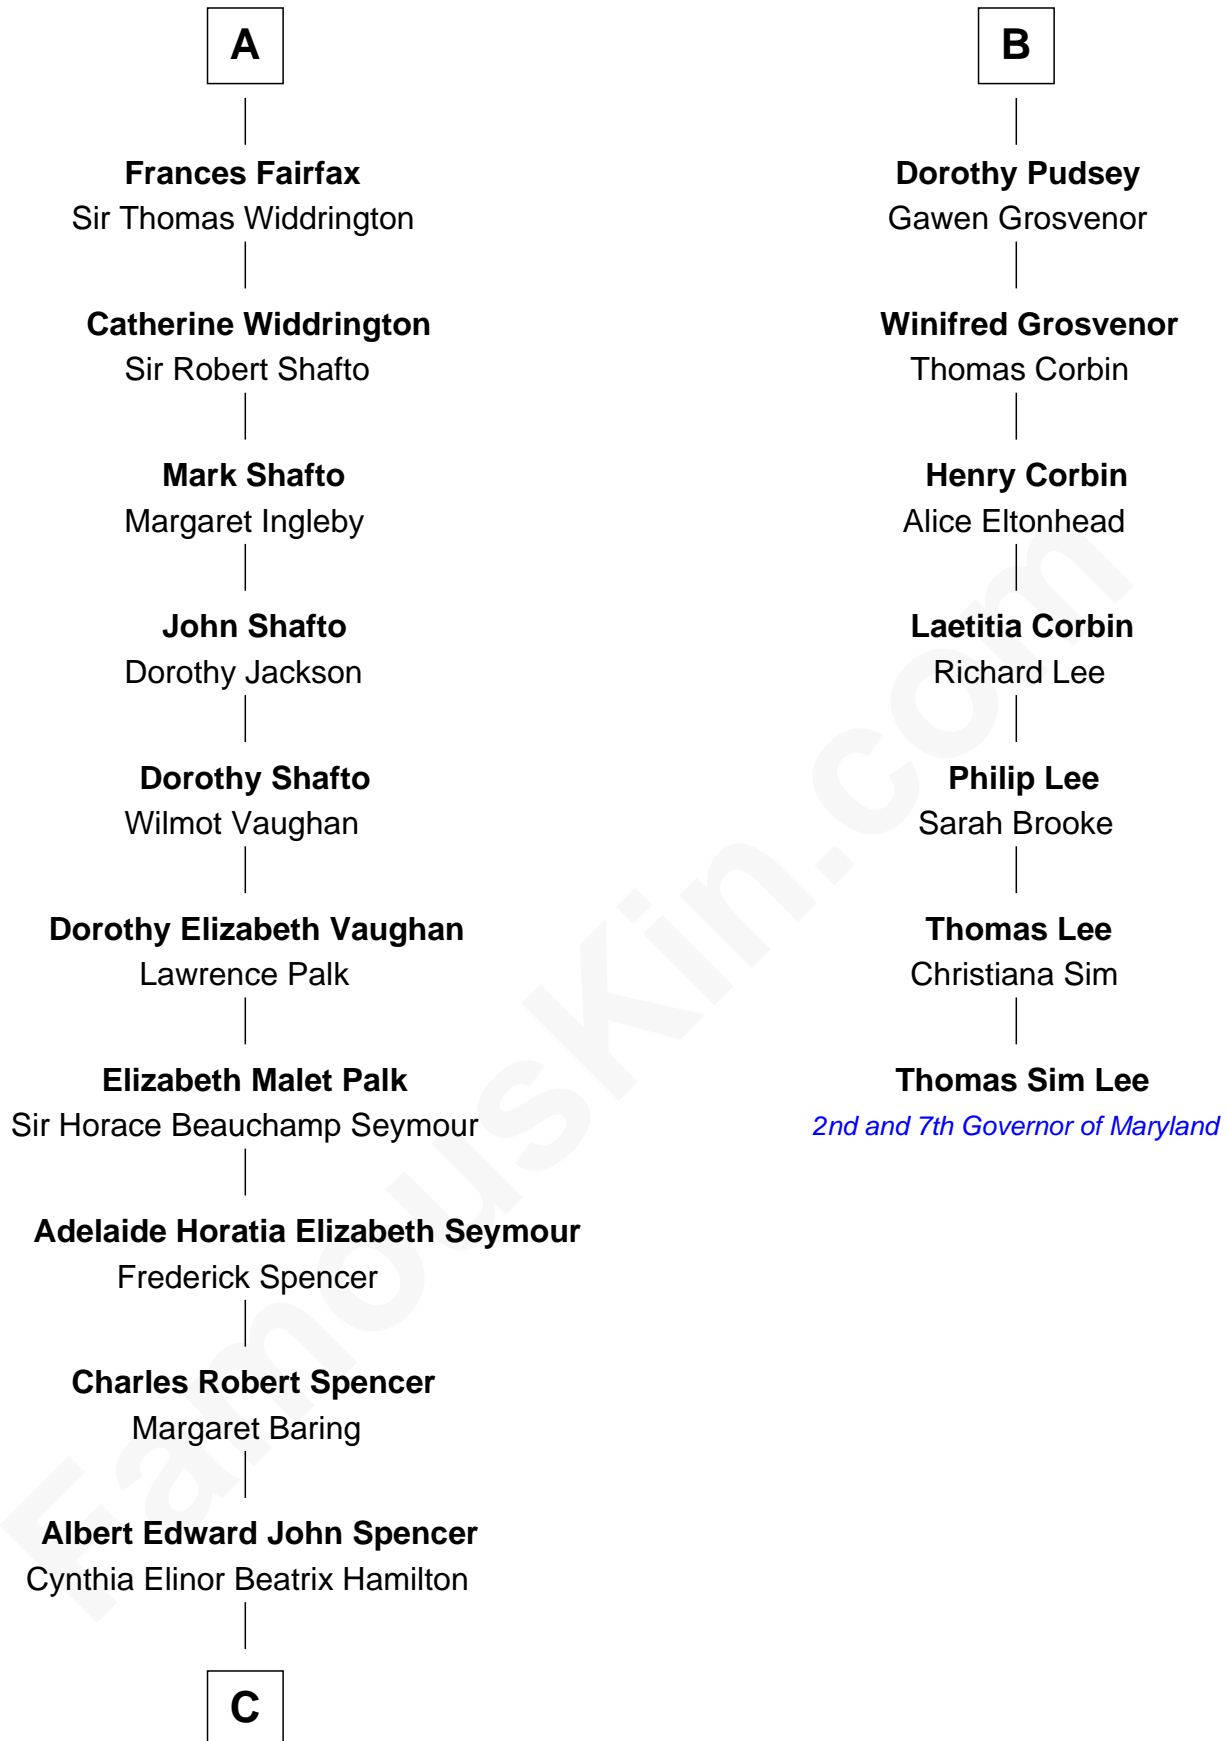 A
Frances Fairfax
Sir Thomas Widdrington
Catherine Widdrington
Sir Robert Shafto
Mark Shafto
Margaret Ingleby
John Shafto
Dorothy Jackson
Dorothy Shafto
Wilmot Vaughan
Dorothy Elizabeth Vaughan
Lawrence Palk
Elizabeth Malet Palk
Sir Horace Beauchamp Seymour
Adelaide Horatia Elizabeth Seymour
Frederick Spencer
Charles Robert Spencer
Margaret Baring
Albert Edward John Spencer
Cynthia Elinor Beatrix Hamilton
C
B
Dorothy Pudsey
Gawen Grosvenor
Winifred Grosvenor
Thomas Corbin
Henry Corbin
Alice Eltonhead
Laetitia Corbin
Richard Lee
Philip Lee
Sarah Brooke
Thomas Lee
Christiana Sim
Thomas Sim Lee
2nd and 7th Governor of Maryland
FamousKin.com